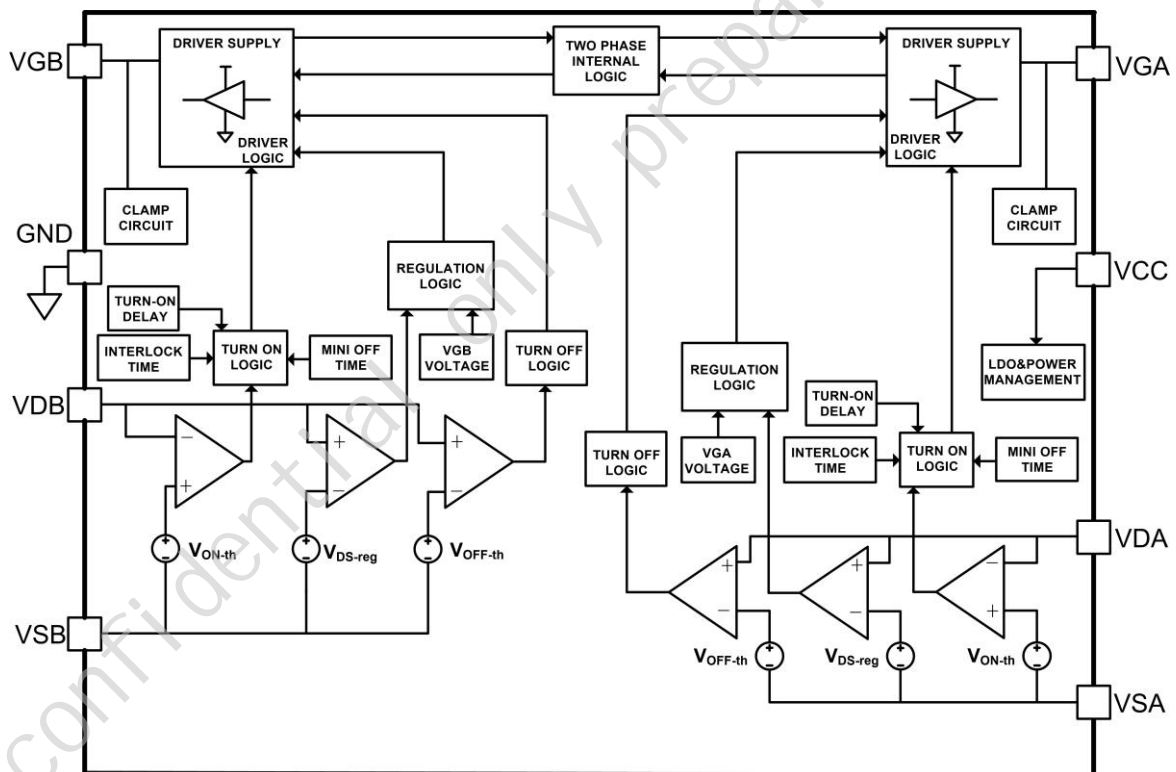 VGB
DRIVER SUPPLY
DRIVER
LOGIC
TWO PHASE
INTERNAL
LOGIC
DRIVER SUPPLY
DRIVER
LOGIC
VGA
CLAMP
CIRCUIT
CLAMP
CIRCUIT
GND
VCC
REGULATION
LOGIC
TURN-ON
DELAY
INTERLOCK
TIME
TURN ON
LOGIC
MINI OFF
TIME
VGB
VOLTAGE
TURN OFF
LOGIC
REGULATION
LOGIC
LDO&POWER
MANAGEMENT
TURN-ON
DELAY
VDB
TURN OFF
LOGIC
VGA
VOLTAGE
INTERLOCK
TIME
TURN ON
LOGIC
MINI OFF
TIME
− + +
+ − −
VON-th
VDS-reg
VOFF-th
VDA
+ + −
− − +
VSB
VOFF-th
VDS-reg
VON-th
VSA
confidential only prepa